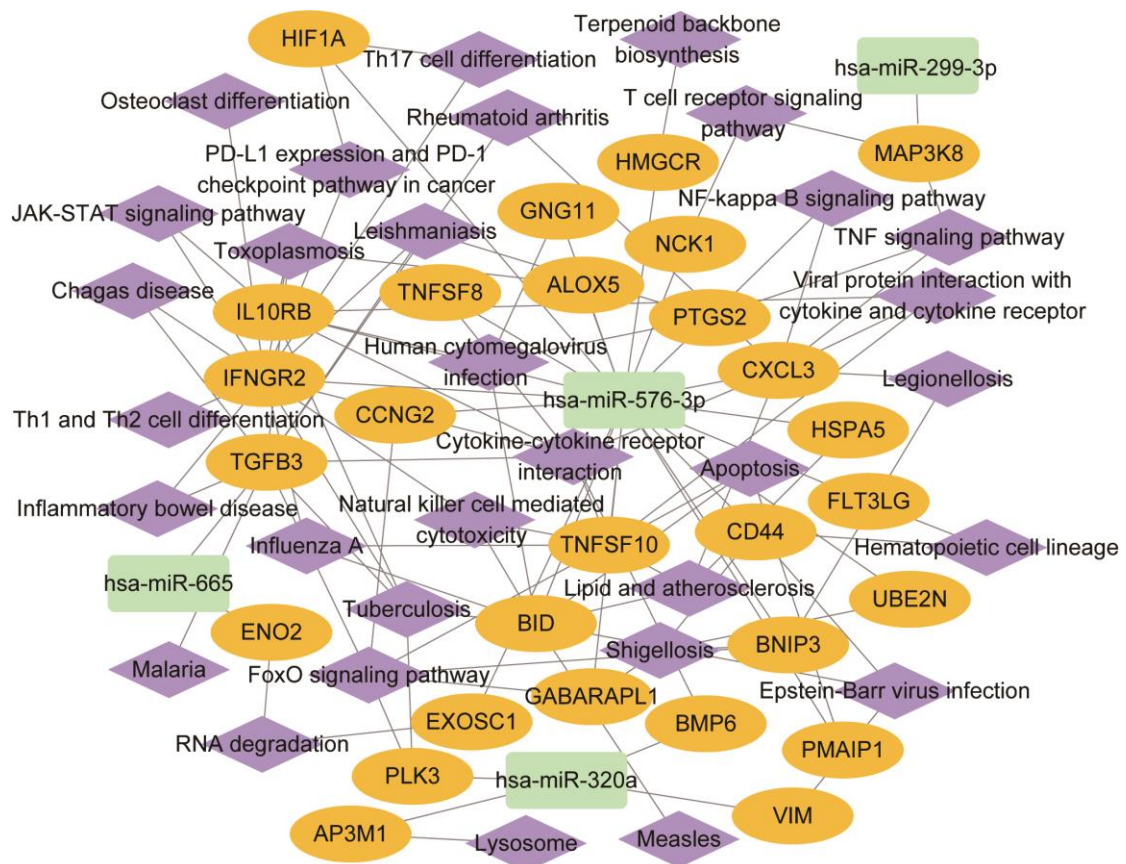 HIF1A
Terpenoid backbone
biosynthesis
Th17 cell differentiation
hsa-miR-299-3p
Osteoclast differentiation
T cell receptor signaling
pathway
Rheumatoid arthritis
PD-L1 expression and PD-1
checkpoint pathway in cancer
HMGCR
MAP3K8
NF-kappa B signaling pathway
JAK-STAT signaling pathway
GNG11
Leishmaniasis
Toxoplasmosis
NCK1
TNF signaling pathway
Chagas disease
TNFSF8
ALOX5
Viral protein interaction with
cytokine and cytokine receptor
IL10RB
PTGS2
Human cytomegalovirus
infection
IFNGR2
CXCL3
Legionellosis
hsa-miR-576-3p
Th1 and Th2 cell differentiation
CCNG2
HSPA5
Cytokine-cytokine receptor
interaction
TGFB3
Apoptosis
Inflammatory bowel disease
Natural killer cell mediated
cytotoxicity
FLT3LG
Influenza A
TNFSF10
CD44
Hematopoietic cell lineage
hsa-miR-665
Lipid and atherosclerosis
Tuberculosis
UBE2N
ENO2
BID
Shigellosis
BNIP3
Malaria
FoxO signaling pathway
GABARAPL1
Epstein-Barr virus infection
EXOSC1
BMP6
RNA degradation
PMAIP1
PLK3
hsa-miR-320a
VIM
AP3M1
Lysosome
Measles